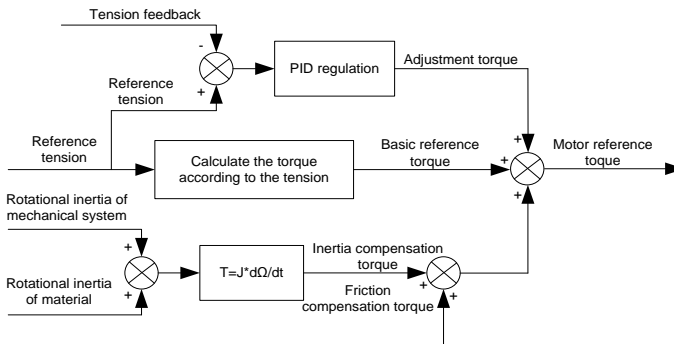 Tension feedback
-
PID regulation
Adjustment torque
Reference
tension
+
Reference
tension
Calculate the torque
according to the tension
Basic reference
torque
+
+
Motor reference
toque
Rotational inertia of
mechanical system
+
+
Rotational inertia
of material
+
T=J*dΩ/dt
Inertia compensation
torque
+
Friction
compensation torque
+